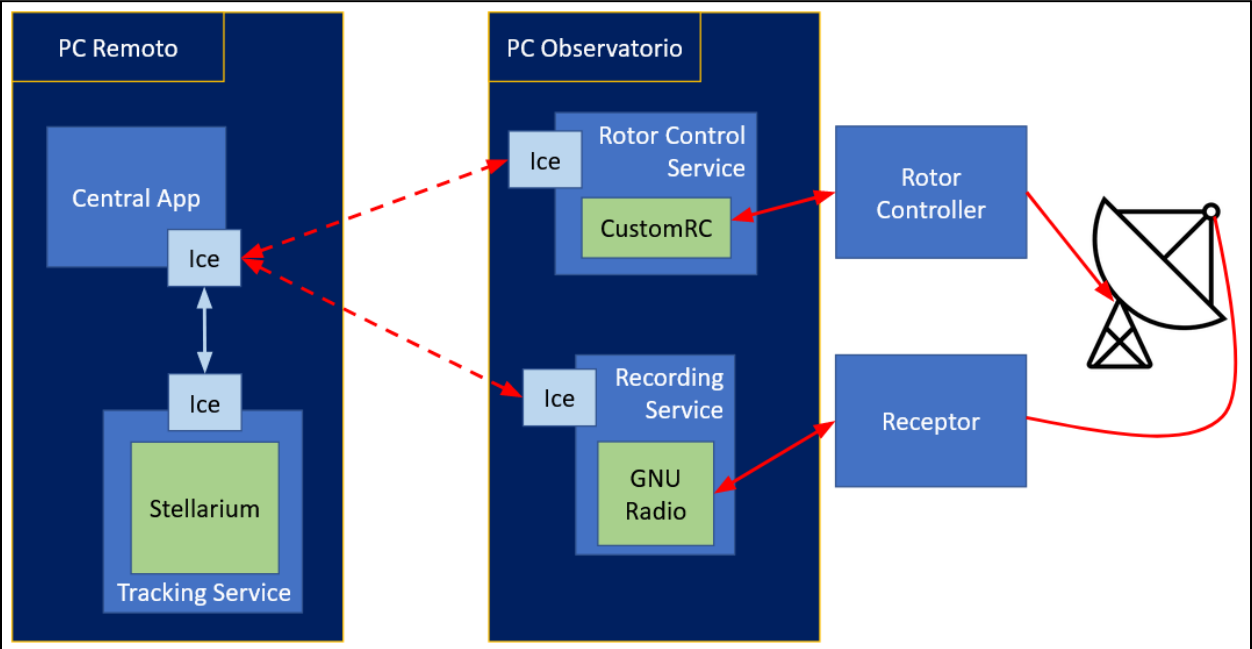 PC Remoto
Central App
Ice
Ice
Stellarium
Tracking Service
PC Observatorio
Ice
Rotor Control
Service
CustomRC
Ice
Recording
Service
GNU
Radio
Rotor
Controller
Receptor